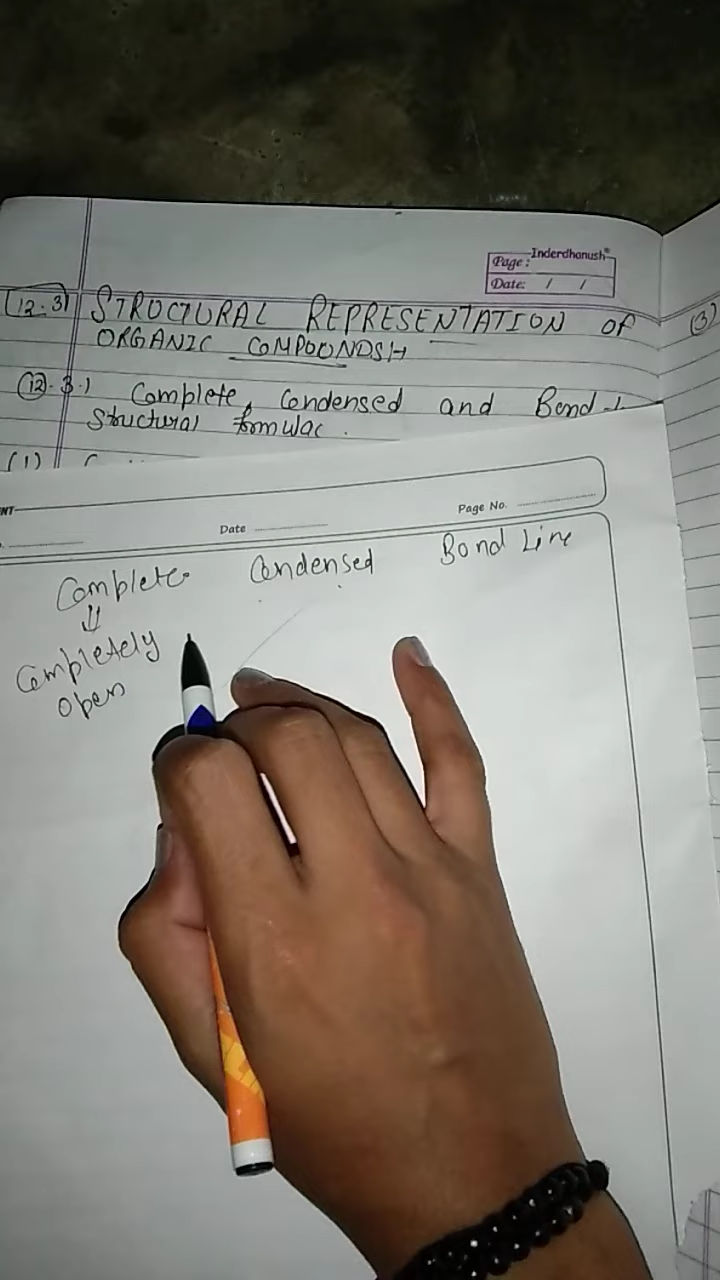 Inderdhanush®
Page :
Date: / /
12.3 STRUCTURAL REPRESENTATION OF
ORGANIC COMPOUNDS
(3)
12.3.1 Complete, Condensed and Bond
Structural formulae.
(1)
Date
Page No.
Complete Condensed Bond Line
⇓
Completely
open